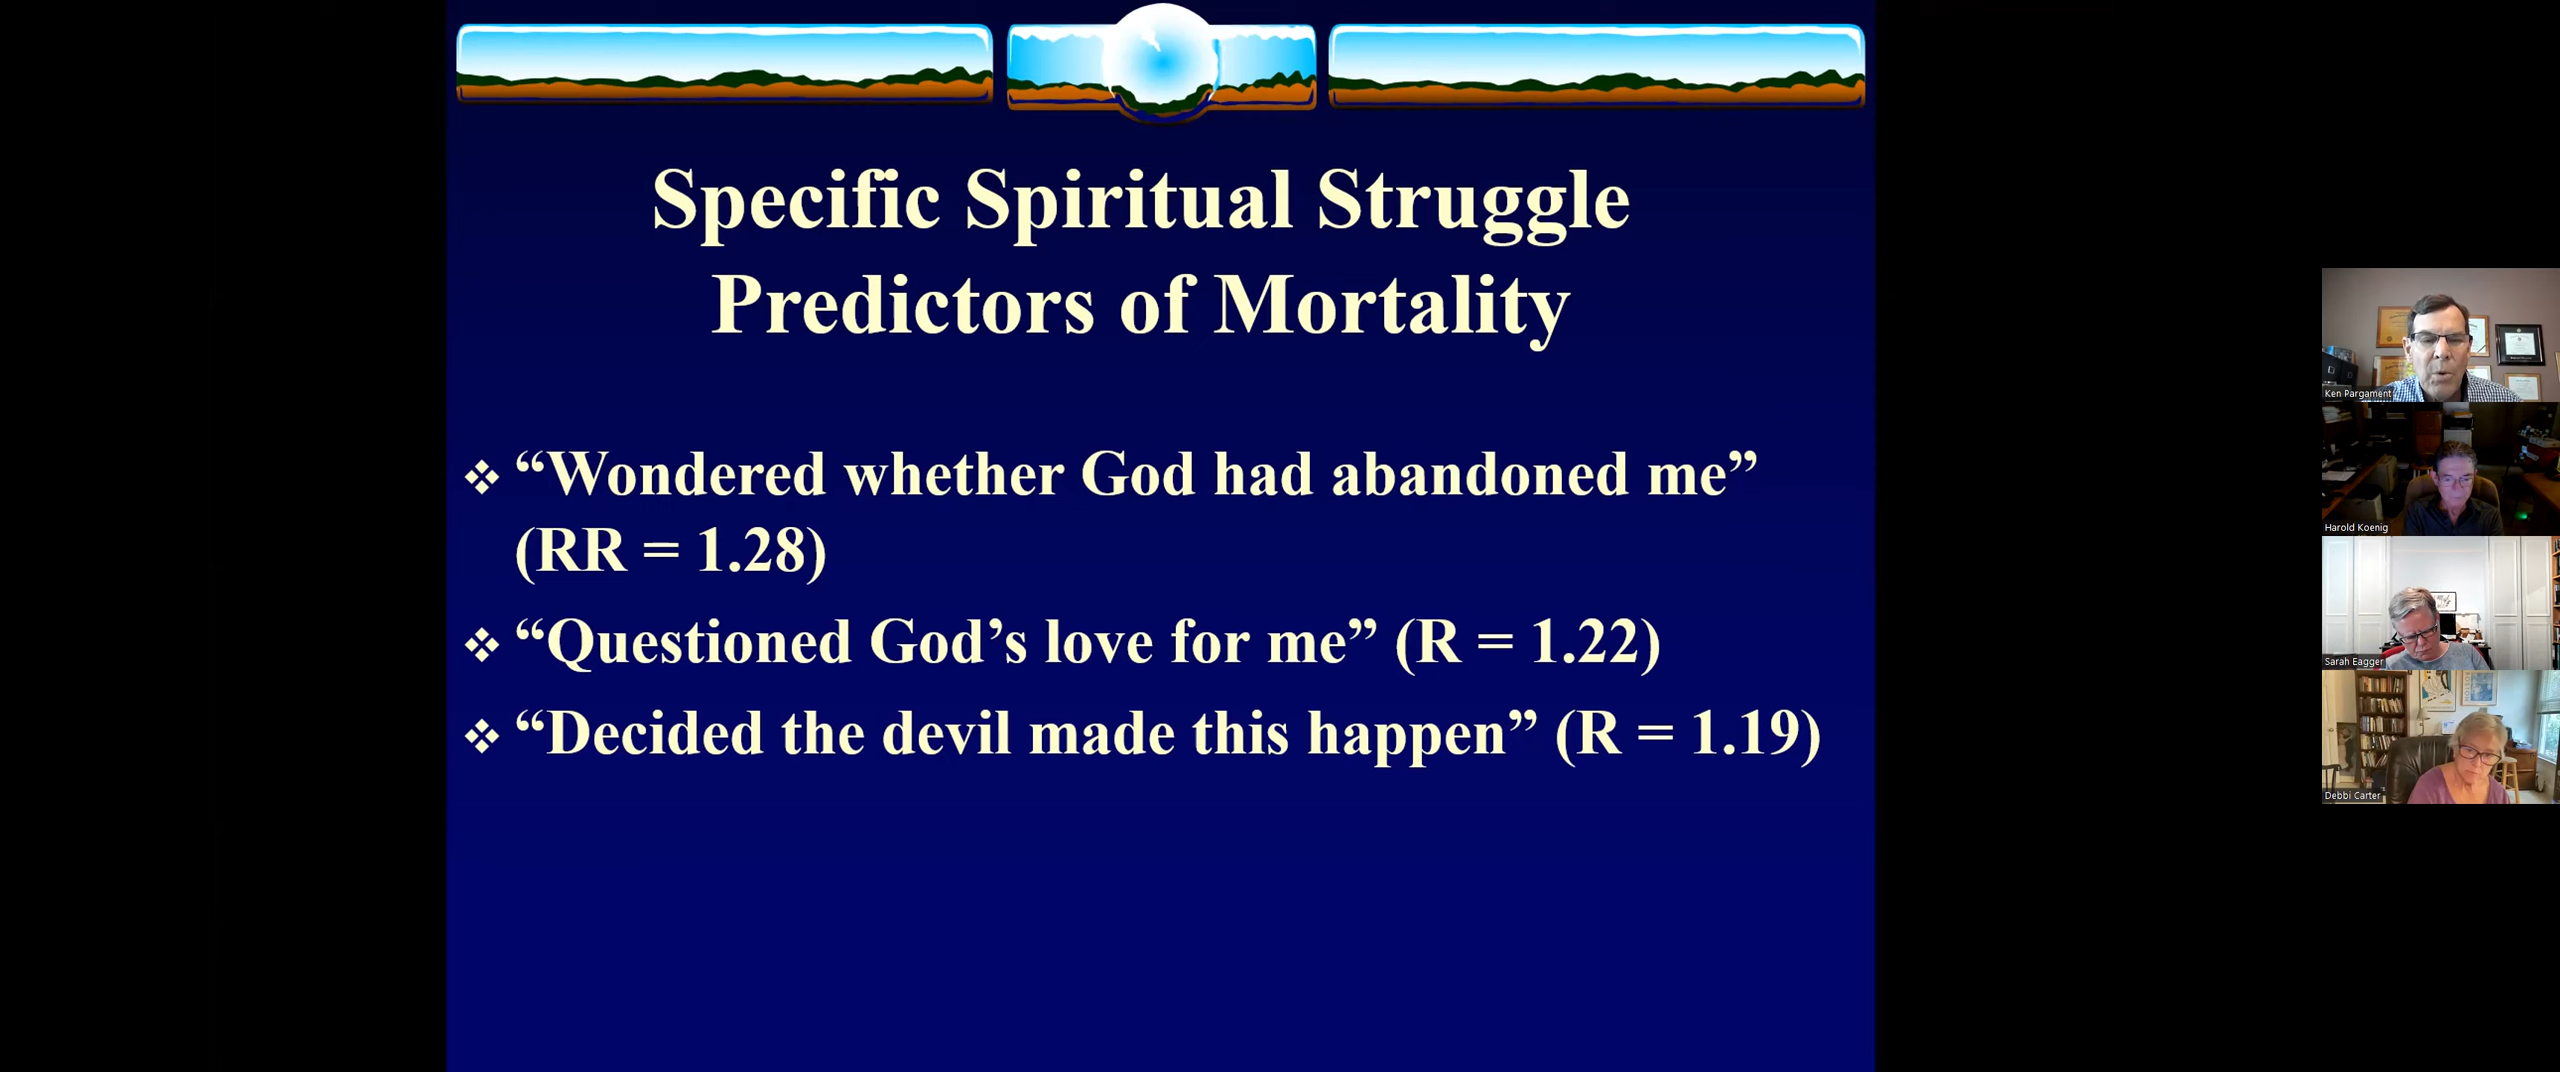 Specific Spiritual Struggle
Predictors of Mortality
❖ “Wondered whether God had abandoned me”
(RR = 1.28)
❖ “Questioned God’s love for me” (R = 1.22)
❖ “Decided the devil made this happen” (R = 1.19)
Ken Pargament
Harold Koenig
Sarah Eagger
Debbi Carter